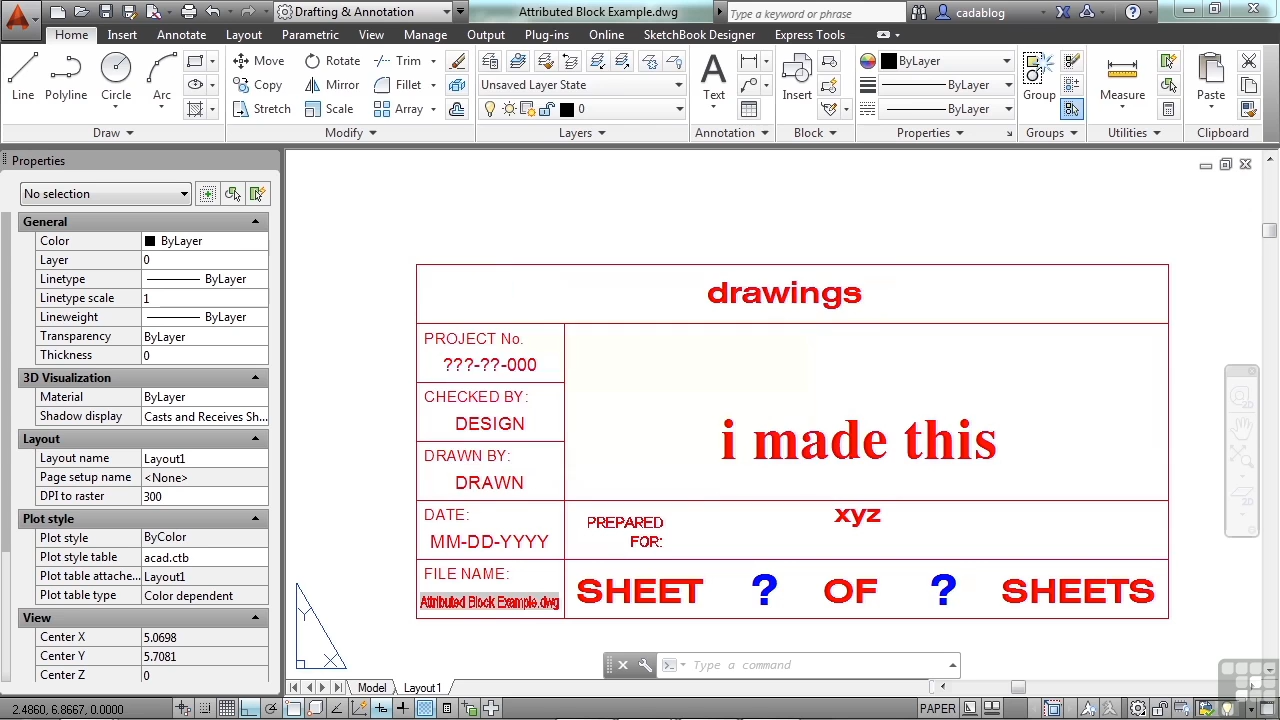 Drafting & Annotation
Attributed Block Example.dwg
Type a keyword or phrase
cadablog
Home Insert Annotate Layout Parametric View Manage Output Plug-ins Online SketchBook Designer Express Tools
Line
Polyline
Circle
Arc
Draw
Move Rotate Trim
Copy Mirror Fillet
Stretch Scale Array
Modify
Unsaved Layer State
0
Layers
Text
Annotation
Insert
Block
ByLayer
ByLayer
ByLayer
Properties
Group
Groups
Measure
Utilities
Paste
Clipboard
Properties
No selection
General
Color ByLayer
Layer 0
Linetype ByLayer
Linetype scale 1
Lineweight ByLayer
Transparency ByLayer
Thickness 0
3D Visualization
Material ByLayer
Shadow display Casts and Receives Sh...
Layout
Layout name Layout1
Page setup name <None>
DPI to raster 300
Plot style
Plot style ByColor
Plot style table acad.ctb
Plot table attache... Layout1
Plot table type Color dependent
View
Center X 5.0698
Center Y 5.7081
Center Z 0
drawings
PROJECT No.
???-??-000
CHECKED BY:
DESIGN
DRAWN BY:
DRAWN
DATE:
MM-DD-YYYY
FILE NAME:
Attributed Block Example.dwg
i made this
PREPARED
FOR:
xyz
SHEET ? OF ? SHEETS
Y
X
2D
2D
Type a command
Model Layout1
2.4860, 6.8667, 0.0000
PAPER